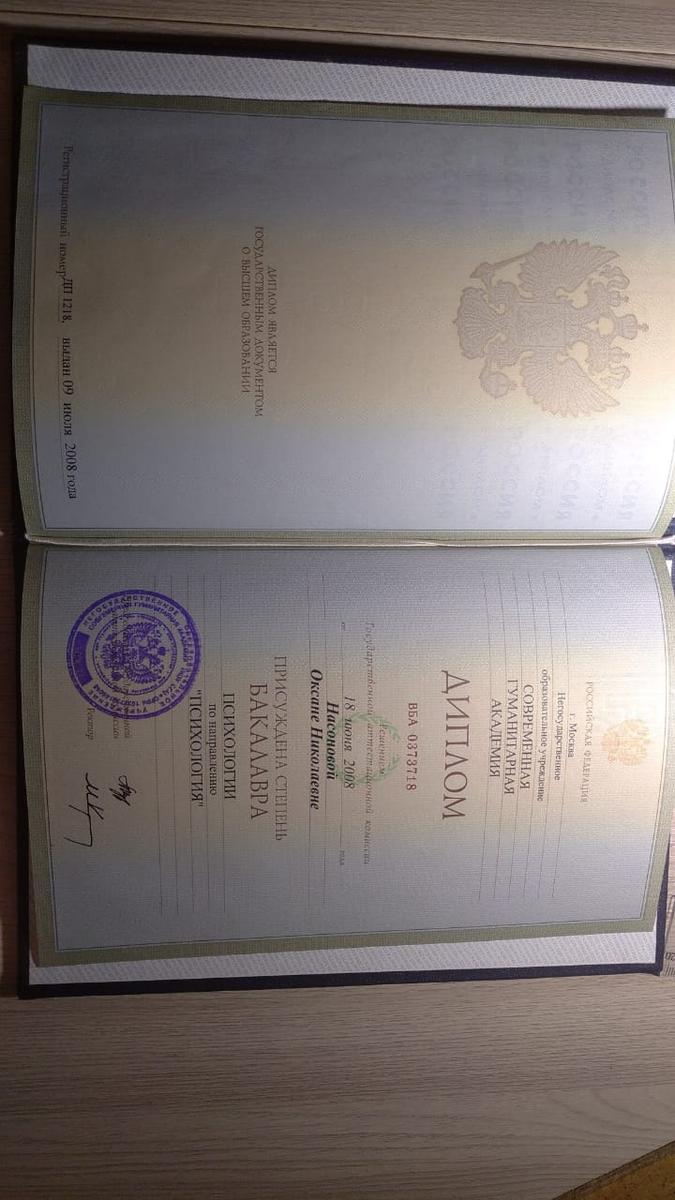 ДИПЛОМ ЯВЛЯЕТСЯ
ГОСУДАРСТВЕННЫМ ДОКУМЕНТОМ
О ВЫСШЕМ ОБРАЗОВАНИИ
Регистрационный номер ДП 1218, выдан 09 июля 2008 года
РОССИЙСКАЯ ФЕДЕРАЦИЯ
г. Москва
Негосударственное
образовательное учреждение
СОВРЕМЕННАЯ
ГУМАНИТАРНАЯ
АКАДЕМИЯ
ДИПЛОМ
ВБА 0373718
Решением
Государственной аттестационной комиссии
от 18 июня 2008 года
Насоновой
Оксане Николаевне
ПРИСУЖДЕНА СТЕПЕНЬ
БАКАЛАВРА
ПСИХОЛОГИИ
по направлению
"ПСИХОЛОГИЯ"
Ректор